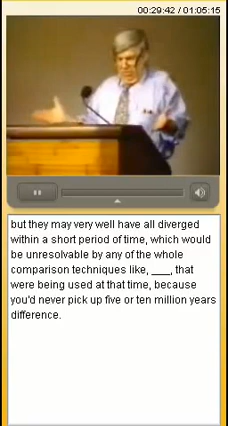 00:29:42 / 01:05:15
but they may very well have all diverged
within a short period of time, which would
be unresolvable by any of the whole
comparison techniques like, ___, that
were being used at that time, because
you'd never pick up five or ten million years
difference.